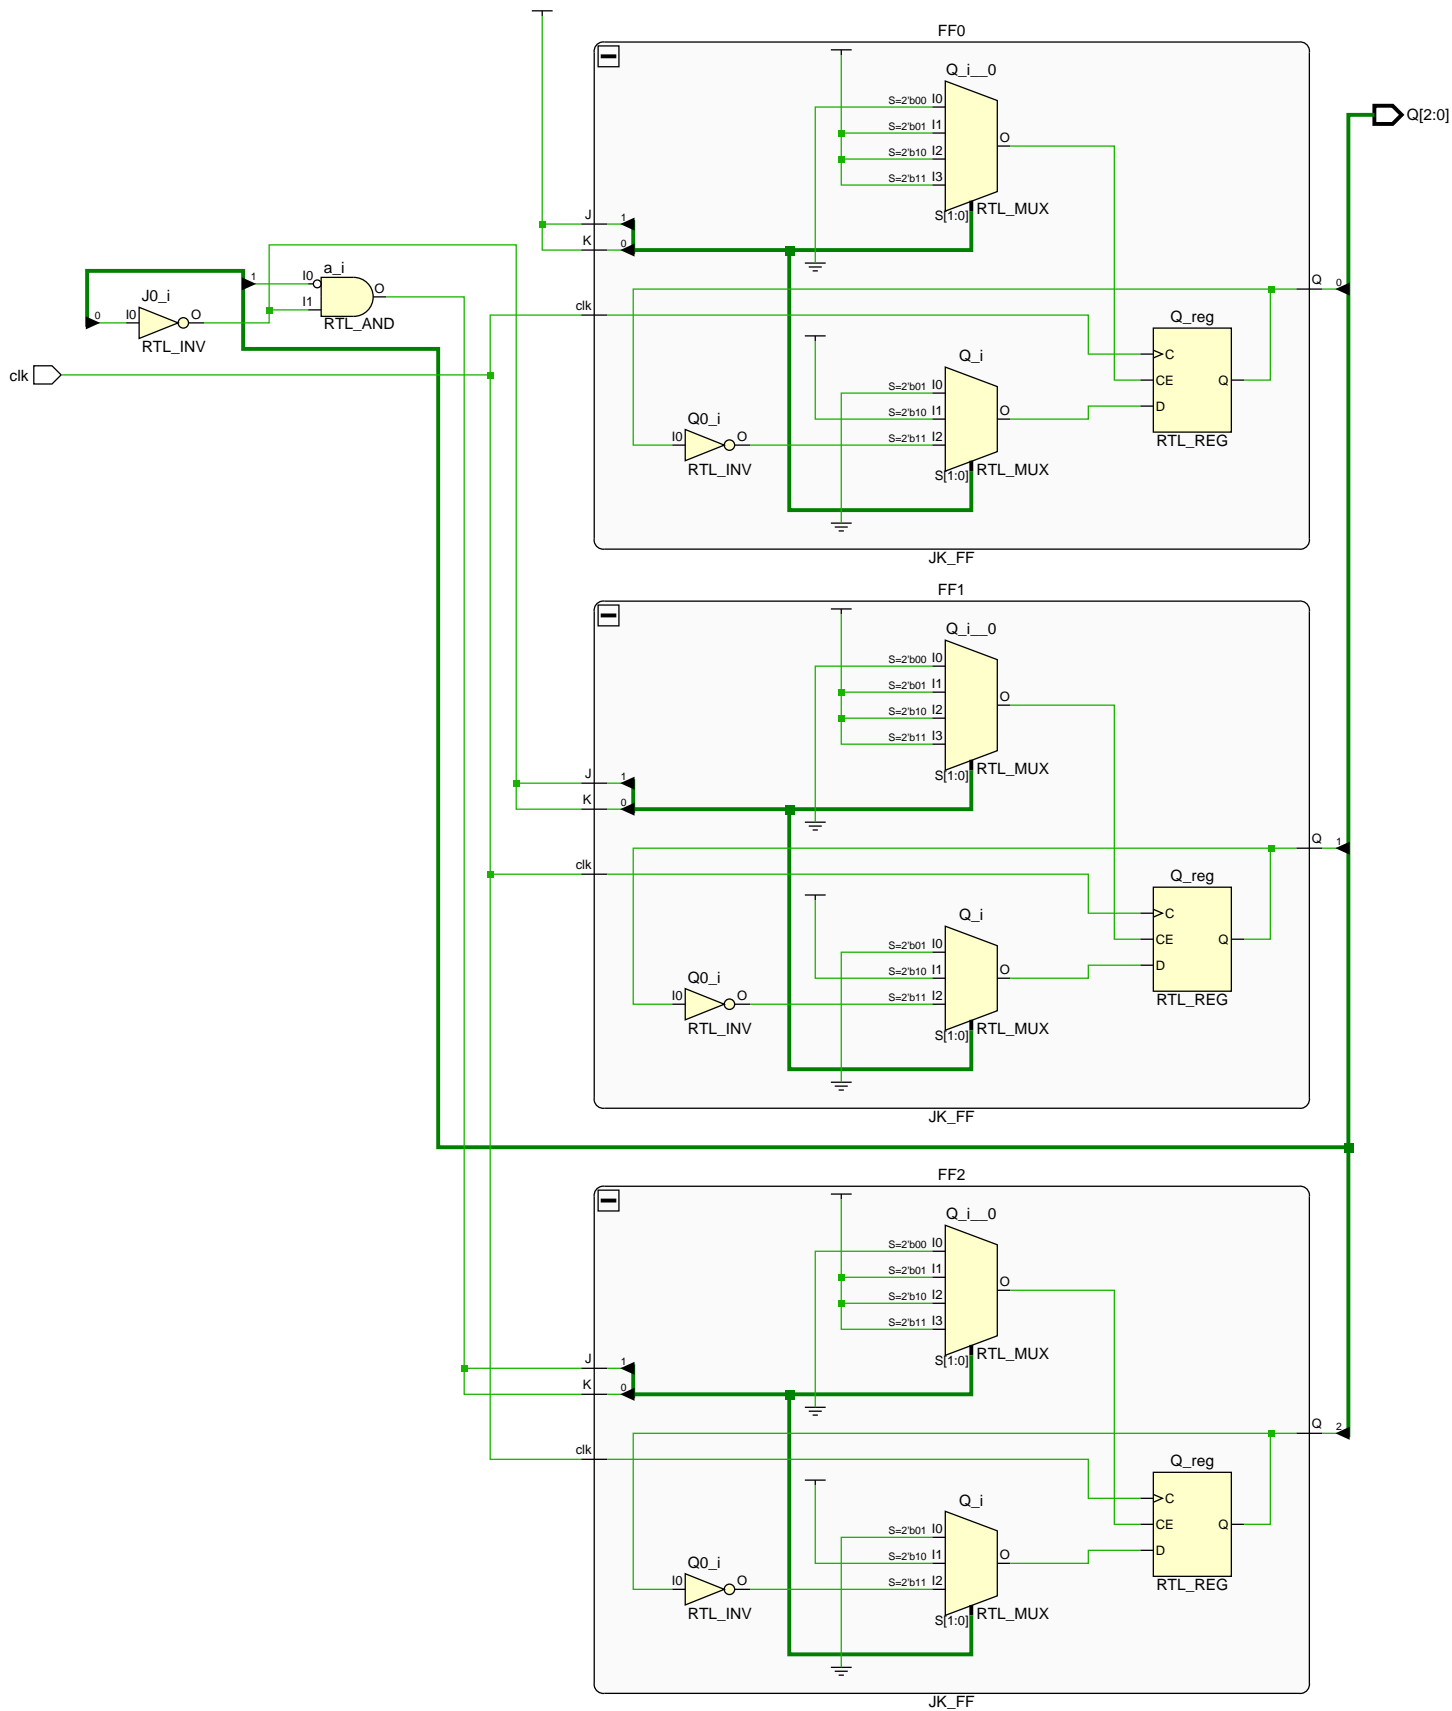 FF0
Q_i__0
S=2'b00 I0
S=2'b01 I1
S=2'b10 I2
S=2'b11 I3
O
S[1:0]
RTL_MUX
Q[2:0]
J 1
K 0
a_i
I0
I1
O
RTL_AND
1
J0_i
0 I0 O
RTL_INV
clk
clk
Q 0
Q_reg
C
CE
D
Q
RTL_REG
Q_i
S=2'b01 I0
S=2'b10 I1
S=2'b11 I2
O
S[1:0]
RTL_MUX
Q0_i
I0 O
RTL_INV
JK_FF
FF1
Q_i__0
S=2'b00 I0
S=2'b01 I1
S=2'b10 I2
S=2'b11 I3
O
S[1:0]
RTL_MUX
J 1
K 0
clk
Q 1
Q_reg
C
CE
D
Q
RTL_REG
Q_i
S=2'b01 I0
S=2'b10 I1
S=2'b11 I2
O
S[1:0]
RTL_MUX
Q0_i
I0 O
RTL_INV
JK_FF
FF2
Q_i__0
S=2'b00 I0
S=2'b01 I1
S=2'b10 I2
S=2'b11 I3
O
S[1:0]
RTL_MUX
J 1
K 0
clk
Q 2
Q_reg
C
CE
D
Q
RTL_REG
Q_i
S=2'b01 I0
S=2'b10 I1
S=2'b11 I2
O
S[1:0]
RTL_MUX
Q0_i
I0 O
RTL_INV
JK_FF